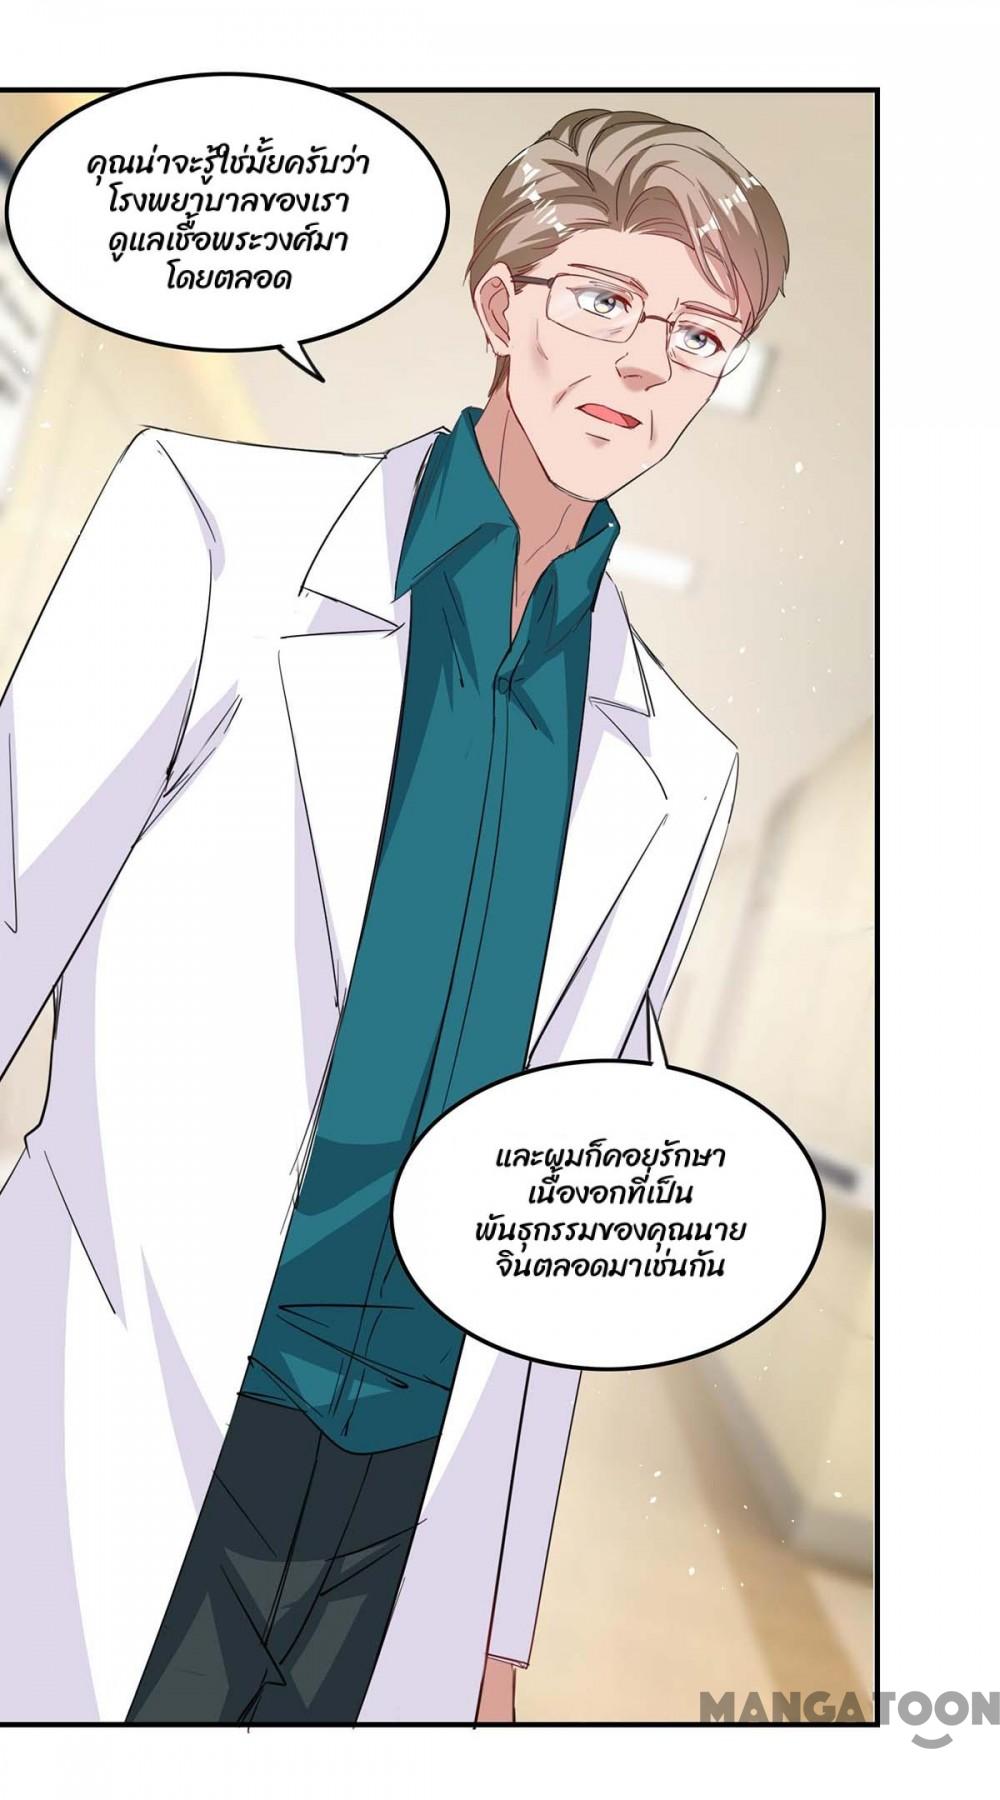 คุณน่าจะรู้ใช่มั้ยครับว่า
โรงพยาบาลของเรา
ดูแลเชื้อพระวงศ์มา
โดยตลอด
และผมก็คอยรักษา
เนื้องอกที่เป็น
พันธุกรรมของคุณนาย
จินตลอดมาเช่นกัน
MANGATOON